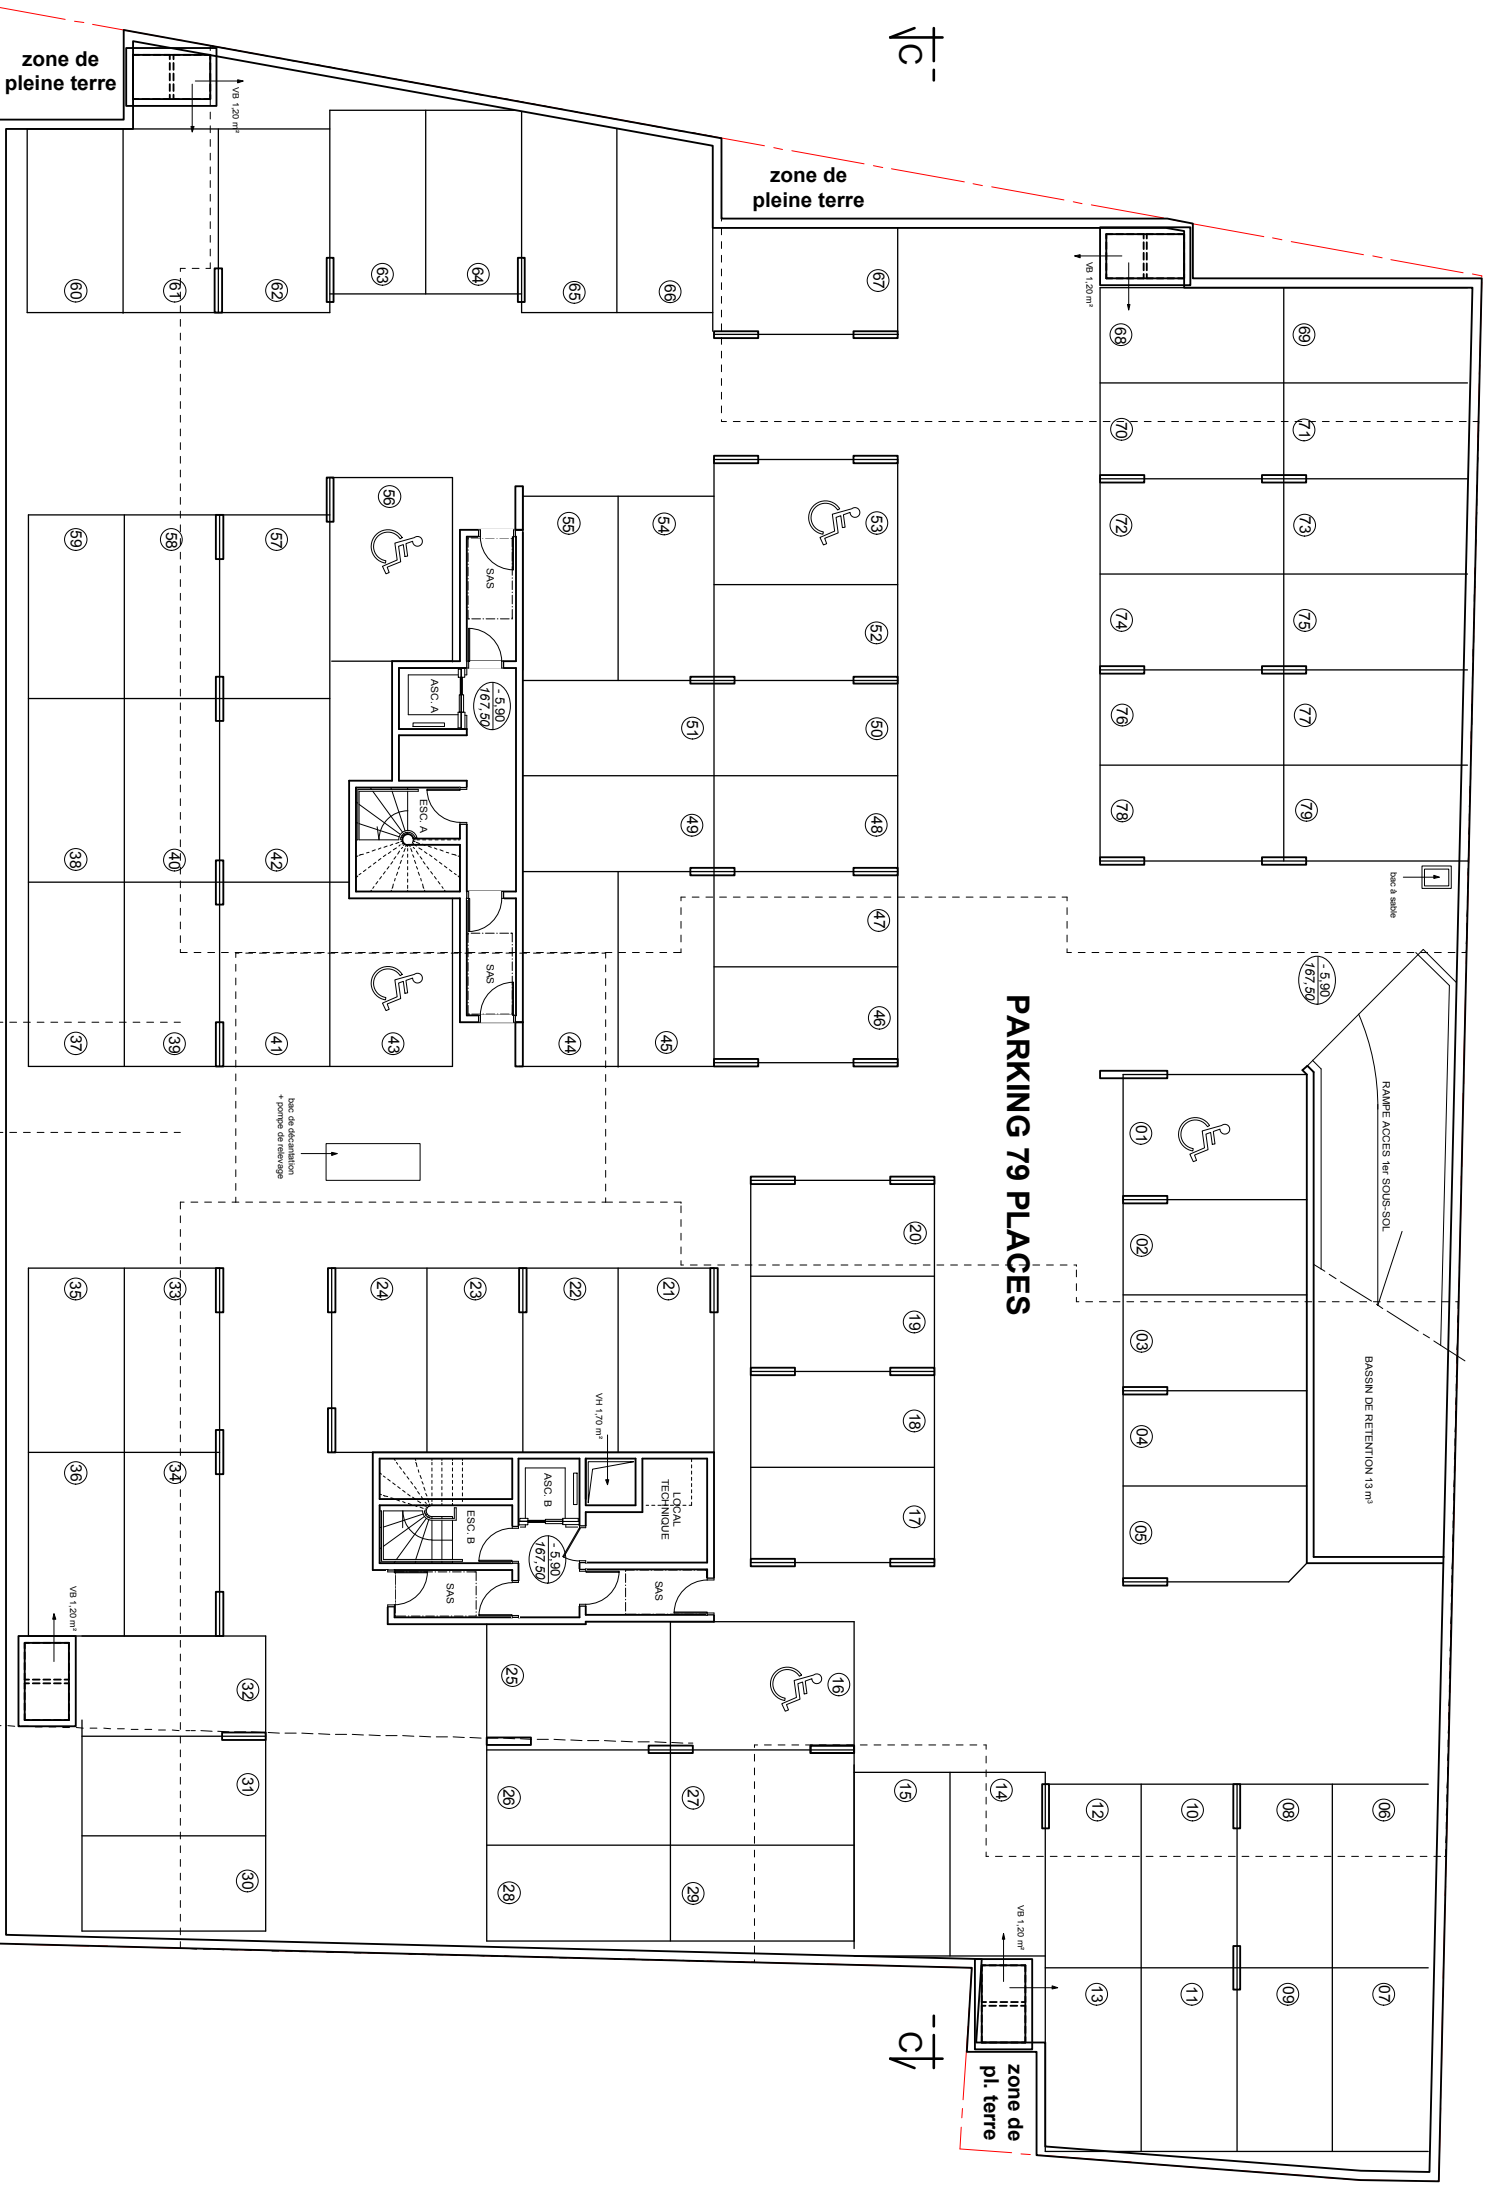 zone de
pleine terre
VB 1,20 m²
C
zone de
pleine terre
VB 1,20 m²
60
61
62
63
64
65
66
67
68
69
70
71
72
73
74
75
76
77
78
79
59
58
57
56
55
54
53
52
51
50
49
48
47
46
45
44
43
42
41
40
39
38
37
SAS
- 5,90
167,50
ASC. A
ESC. A
SAS
bac à sable
- 5,90
167,50
RAMPE ACCES 1er SOUS-SOL
BASSIN DE RETENTION 13 m³
PARKING 79 PLACES
bac de décantation
+ pompe de relevage
01
02
03
04
05
20
19
18
17
21
22
23
24
33
35
34
36
VH 1,70 m²
LOCAL
TECHNIQUE
ASC. B
ESC. B
- 5,90
167,50
SAS
SAS
VB 1,20 m²
32
31
30
25
16
26
27
28
29
15
14
12
10
08
06
13
11
09
07
VB 1,20 m²
C
zone de
pl. terre